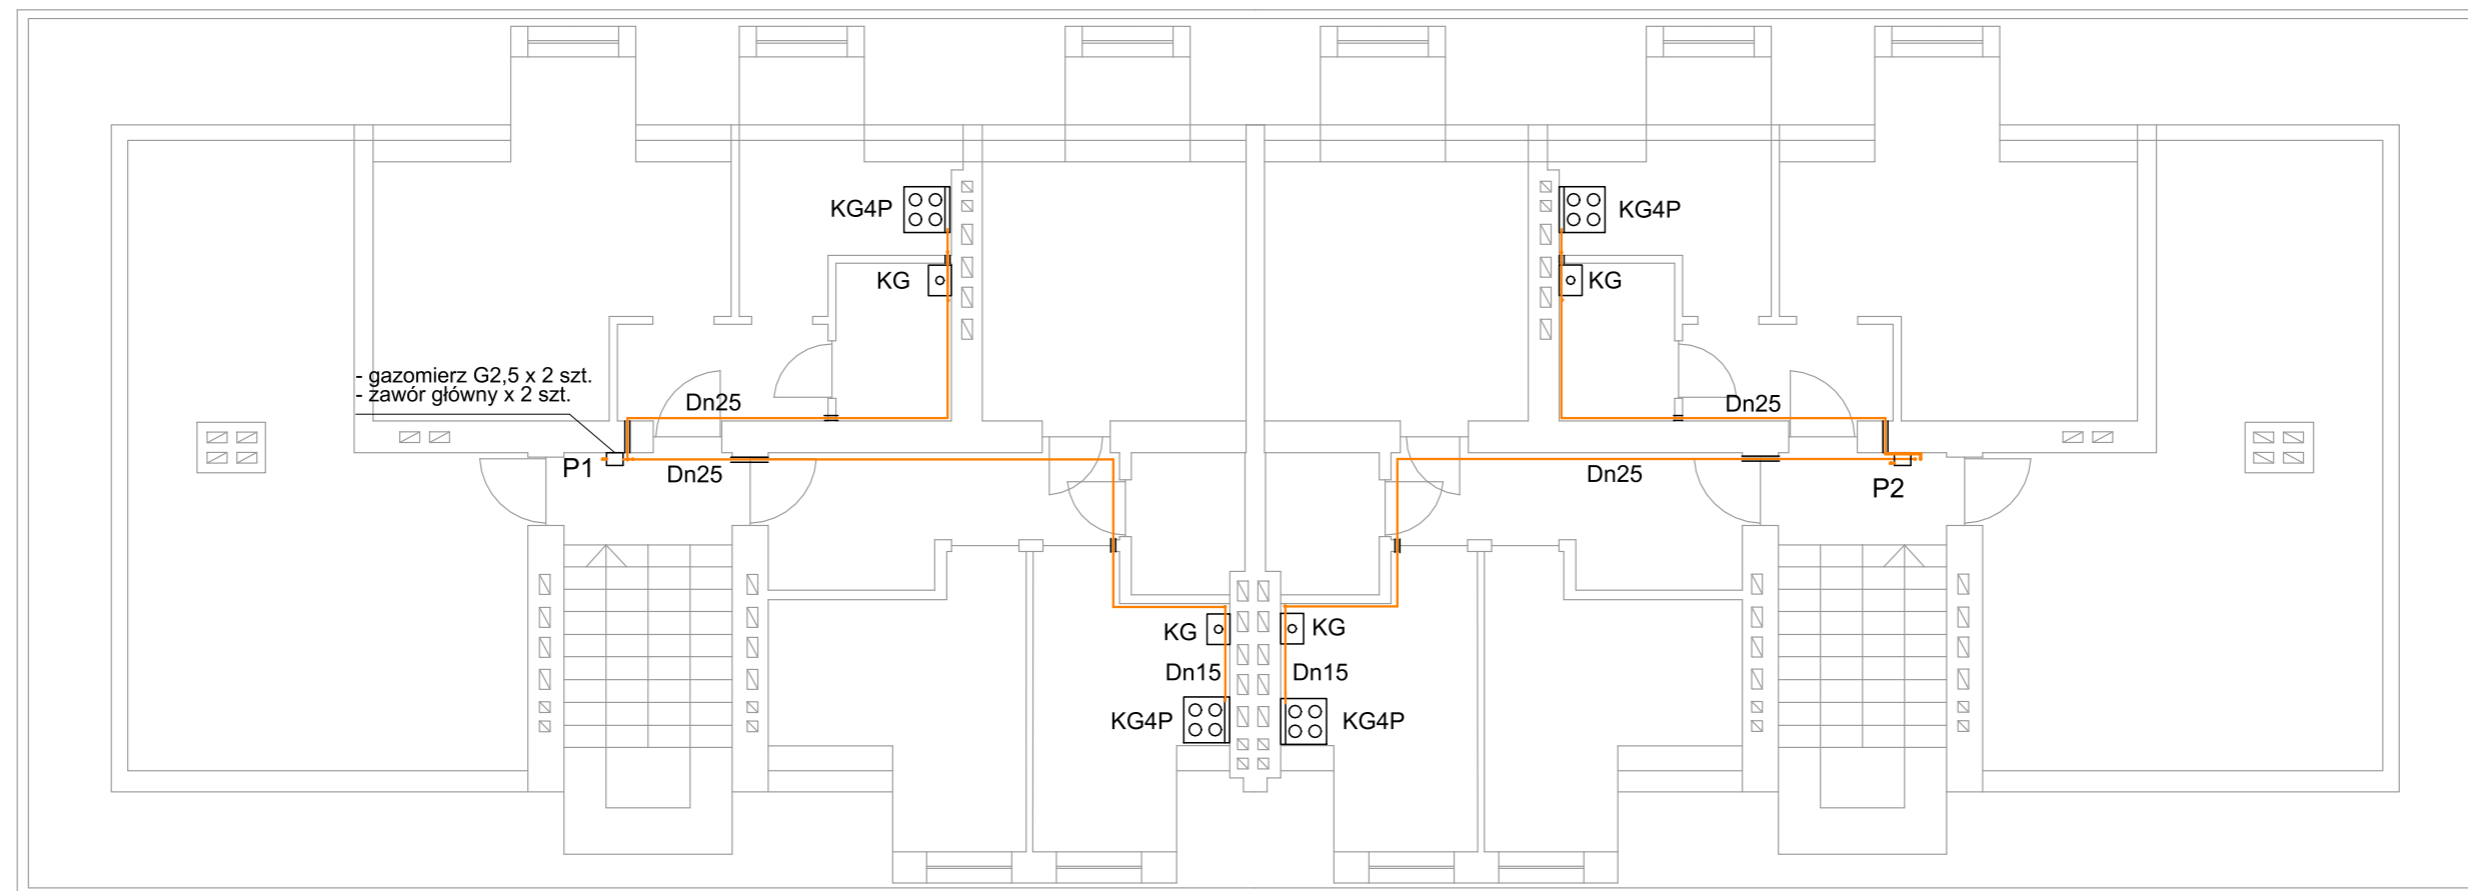 KG4P
KG4P
KG
KG
- gazomierz G2,5 x 2 szt.
- zawór główny x 2 szt.
Dn25
Dn25
P1
Dn25
Dn25
P2
KG
KG
Dn15
Dn15
KG4P
KG4P